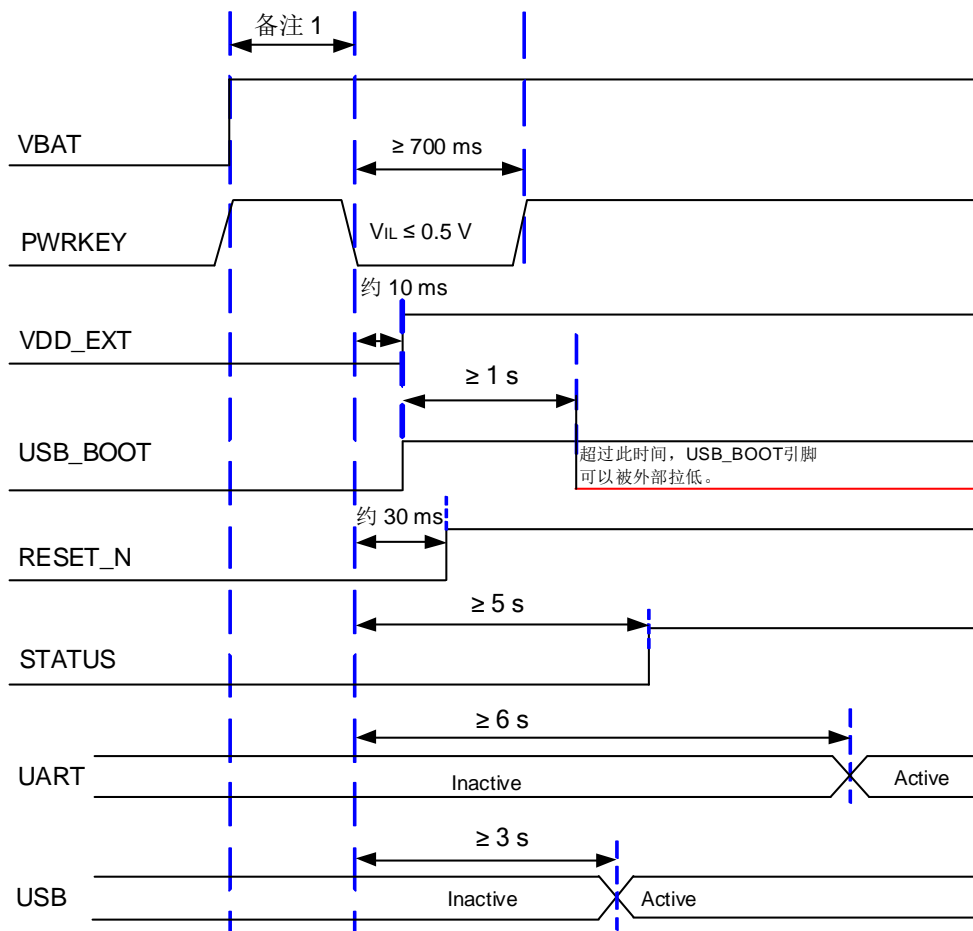 备注 1
VBAT
≥ 700 ms
PWRKEY
VIL ≤ 0.5 V
约 10 ms
VDD_EXT
≥ 1 s
USB_BOOT
超过此时间，USB_BOOT引脚
可以被外部拉低。
约 30 ms
RESET_N
≥ 5 s
STATUS
≥ 6 s
UART
Inactive
Active
≥ 3 s
USB
Inactive
Active